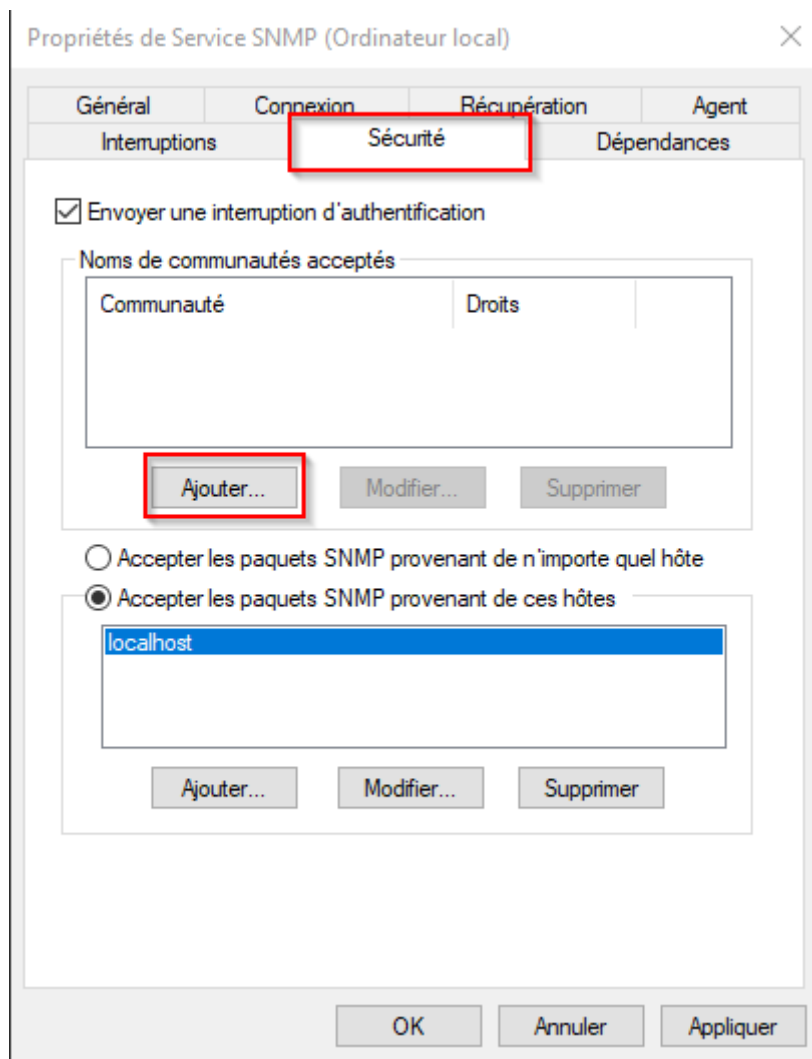 Propriétés de Service SNMP (Ordinateur local)
Général Connexion Récupération Agent
Interruptions Sécurité Dépendances
Envoyer une interruption d'authentification
Noms de communautés acceptés
Communauté Droits
Ajouter... Modifier... Supprimer
Accepter les paquets SNMP provenant de n'importe quel hôte
Accepter les paquets SNMP provenant de ces hôtes
localhost
Ajouter... Modifier... Supprimer
OK Annuler Appliquer